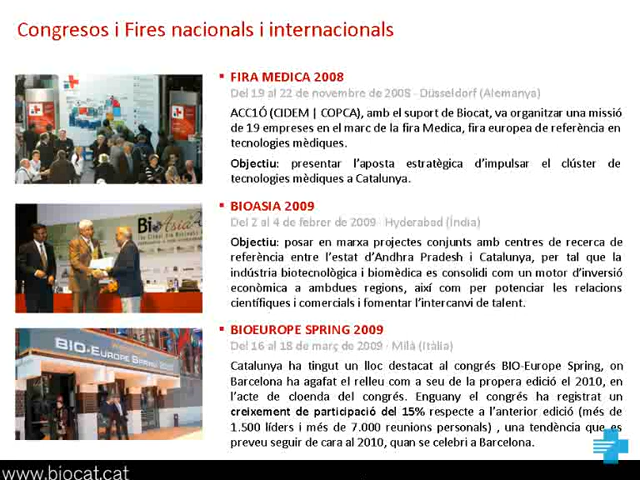 Congresos i Fires nacionals i internacionals
FIRA MEDICA 2008
Del 19 al 22 de novembre de 2008 - Düsseldorf (Alemanya)
ACC1Ó (CIDEM | COPCA), amb el suport de Biocat, va organitzar una missió
de 19 empreses en el marc de la fira Medica, fira europea de referència en
tecnologies mèdiques.
Objectiu: presentar l'aposta estratègica d'impulsar el clúster de
tecnologies mèdiques a Catalunya.
BioAsia
BIOASIA 2009
Del 2 al 4 de febrer de 2009 - Hyderabad (Índia)
Objectiu: posar en marxa projectes conjunts amb centres de recerca de
referència entre l'estat d'Andhra Pradesh i Catalunya, per tal que la
indústria biotecnològica i biomèdica es consolidi com un motor d'inversió
econòmica a ambdues regions, així com per potenciar les relacions
científiques i comercials i fomentar l'intercanvi de talent.
BIO-EUROPE SPRING
BIOEUROPE SPRING 2009
Del 16 al 18 de març de 2009 - Milà (Itàlia)
Catalunya ha tingut un lloc destacat al congrés BIO-Europe Spring, on
Barcelona ha agafat el relleu com a seu de la propera edició el 2010, en
l'acte de cloenda del congrés. Enguany el congrés ha registrat un
creixement de participació del 15% respecte a l'anterior edició (més de
1.500 líders i més de 7.000 reunions personals) , una tendència que es
preveu seguir de cara al 2010, quan se celebri a Barcelona.
www.biocat.cat